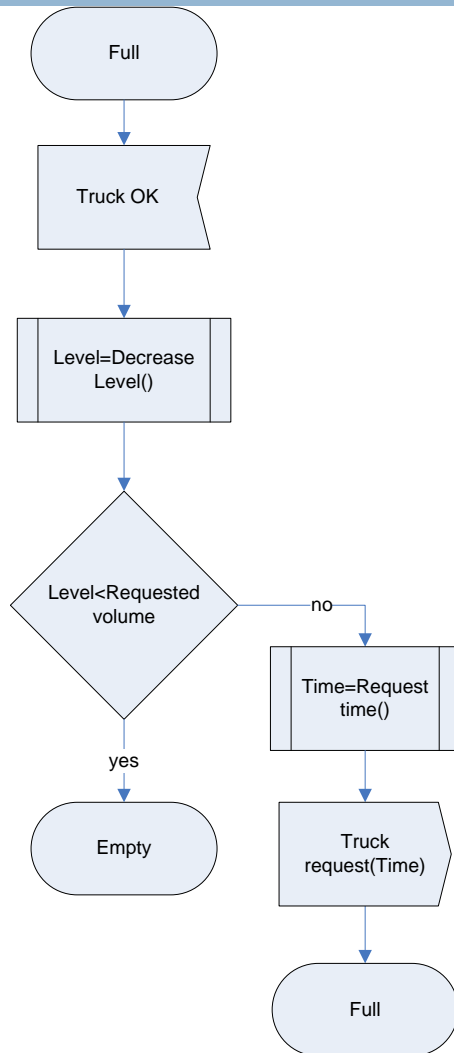 Full
Truck OK
Level=Decrease
Level()
Level<Requested
volume
no
Time=Request
time()
yes
Truck
request(Time)
Empty
Full